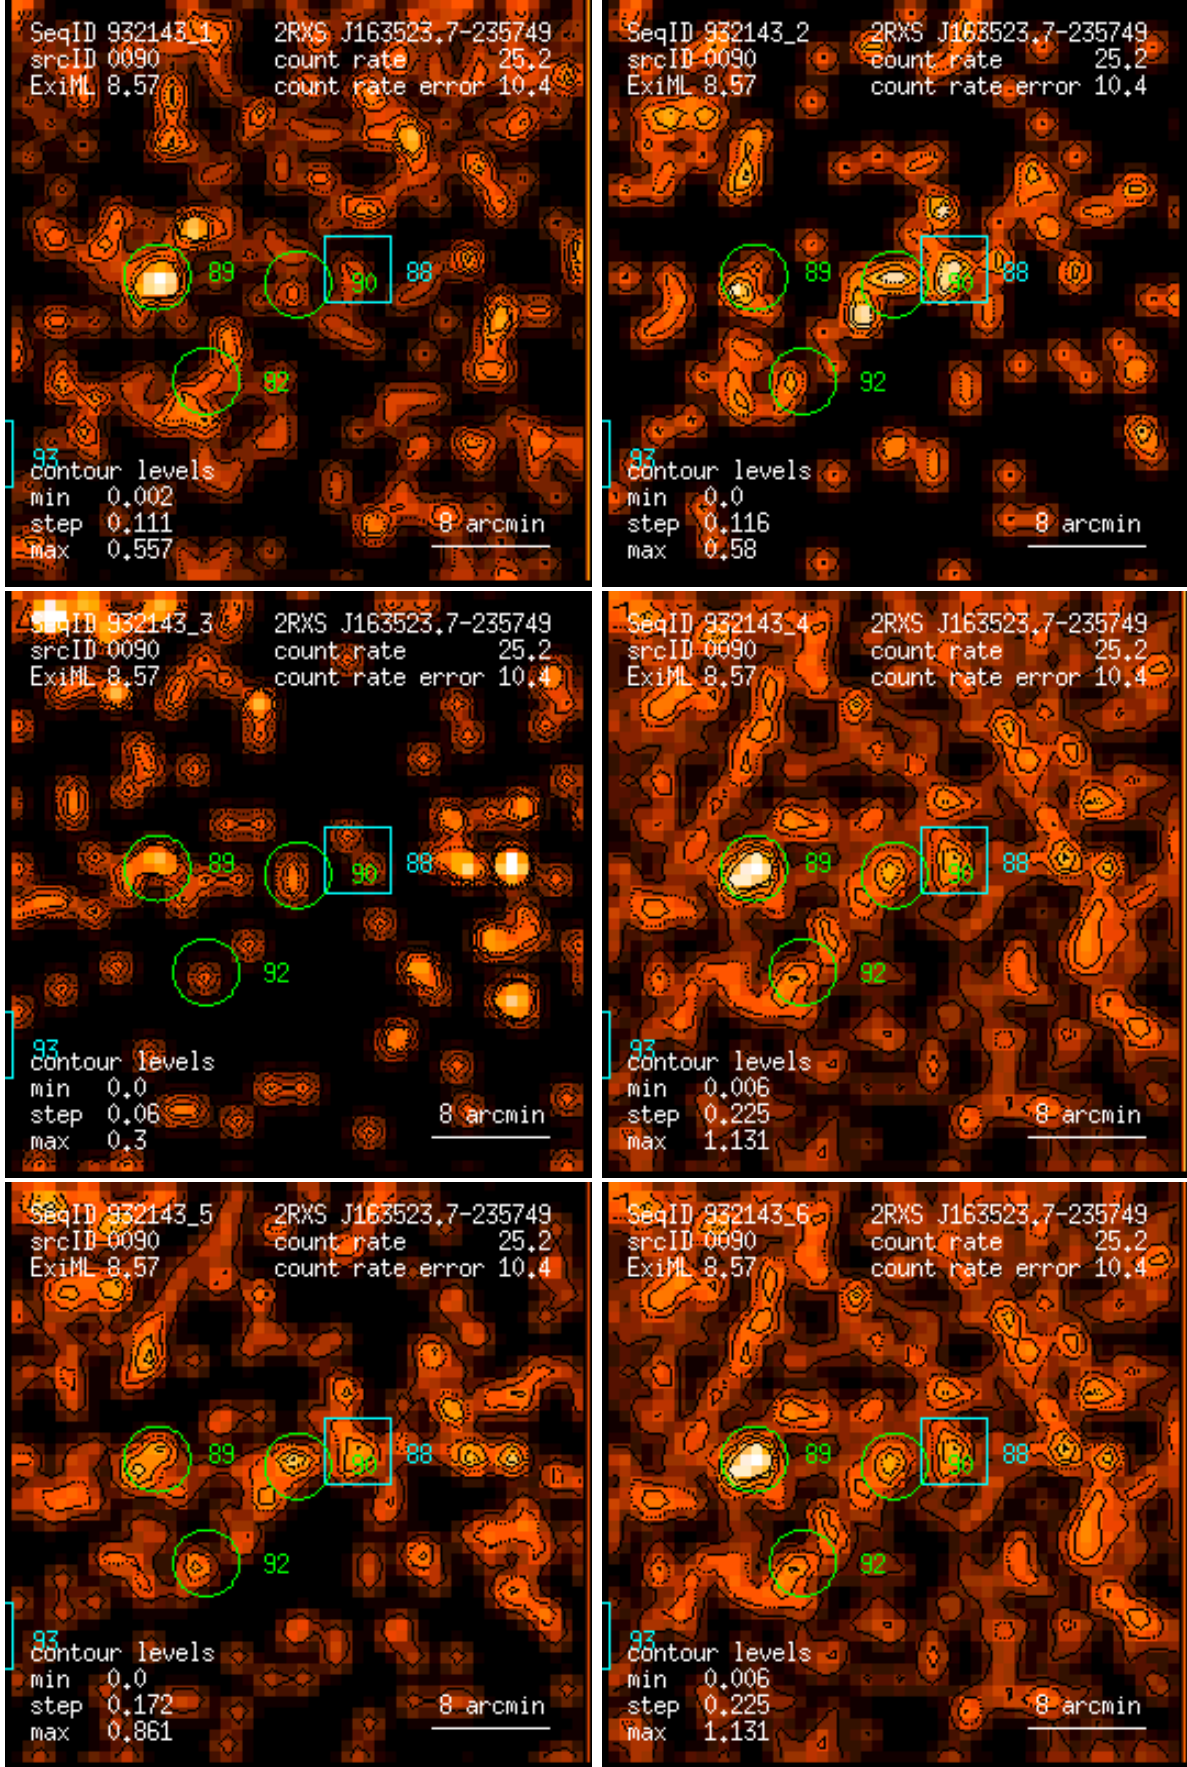 SeqID 932143_1 2RXS J163523.7-235749
srcID 0090 count rate 25.2
ExiML 8.57 count rate error 10.4
89 90 88
92
93
contour levels
min 0.002
step 0.111 8 arcmin
max 0.557
SeqID 932143_2 2RXS J163523.7-235749
srcID 0090 count rate 25.2
ExiML 8.57 count rate error 10.4
89 90 88
92
93
contour levels
min 0.0
step 0.116 8 arcmin
max 0.58
SeqID 932143_3 2RXS J163523.7-235749
srcID 0090 count rate 25.2
ExiML 8.57 count rate error 10.4
89 90 88
92
93
contour levels
min 0.0
step 0.06 8 arcmin
max 0.3
SeqID 932143_4 2RXS J163523.7-235749
srcID 0090 count rate 25.2
ExiML 8.57 count rate error 10.4
89 90 88
92
93
contour levels
min 0.006
step 0.225 8 arcmin
max 1.131
SeqID 932143_5 2RXS J163523.7-235749
srcID 0090 count rate 25.2
ExiML 8.57 count rate error 10.4
89 90 88
92
93
contour levels
min 0.0
step 0.172 8 arcmin
max 0.861
SeqID 932143_6 2RXS J163523.7-235749
srcID 0090 count rate 25.2
ExiML 8.57 count rate error 10.4
89 90 88
92
93
contour levels
min 0.006
step 0.225 8 arcmin
max 1.131